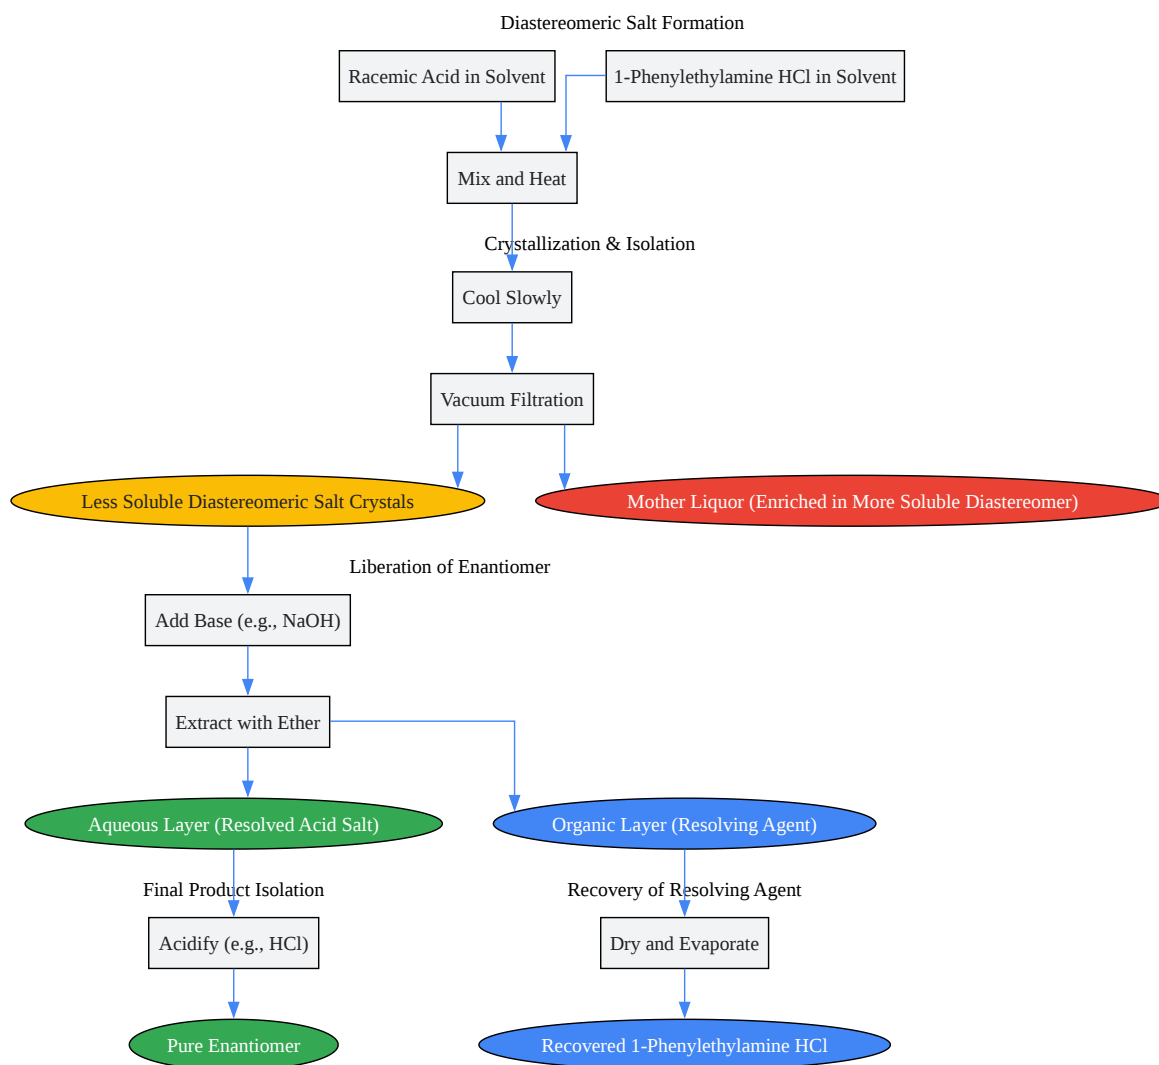 Diastereomeric Salt Formation
Racemic Acid in Solvent
1-Phenylethylamine HCl in Solvent
Mix and Heat
Crystallization & Isolation
Cool Slowly
Vacuum Filtration
Less Soluble Diastereomeric Salt Crystals
Mother Liquor (Enriched in More Soluble Diastereomer)
Liberation of Enantiomer
Add Base (e.g., NaOH)
Extract with Ether
Aqueous Layer (Resolved Acid Salt)
Organic Layer (Resolving Agent)
Final Product Isolation
Recovery of Resolving Agent
Acidify (e.g., HCl)
Dry and Evaporate
Pure Enantiomer
Recovered 1-Phenylethylamine HCl